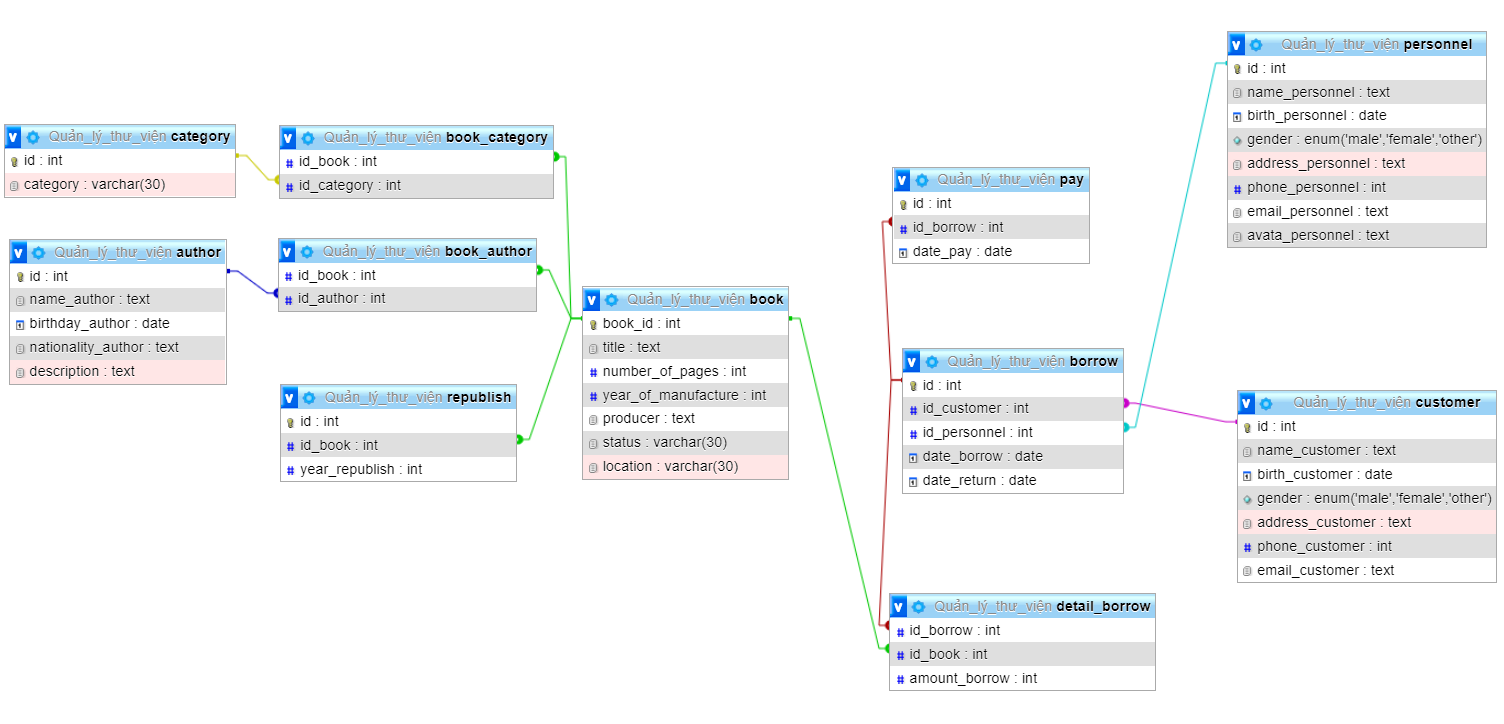 Quản_lý_thư_viện category
id : int
category : varchar(30)
Quản_lý_thư_viện author
id : int
name_author : text
birthday_author : date
nationality_author : text
description : text
Quản_lý_thư_viện book_category
id_book : int
id_category : int
Quản_lý_thư_viện book_author
id_book : int
id_author : int
Quản_lý_thư_viện republish
id : int
id_book : int
year_republish : int
Quản_lý_thư_viện book
book_id : int
title : text
number_of_pages : int
year_of_manufacture : int
producer : text
status : varchar(30)
location : varchar(30)
Quản_lý_thư_viện pay
id : int
id_borrow : int
date_pay : date
Quản_lý_thư_viện borrow
id : int
id_customer : int
id_personnel : int
date_borrow : date
date_return : date
Quản_lý_thư_viện detail_borrow
id_borrow : int
id_book : int
amount_borrow : int
Quản_lý_thư_viện personnel
id : int
name_personnel : text
birth_personnel : date
gender : enum('male','female','other')
address_personnel : text
phone_personnel : int
email_personnel : text
avata_personnel : text
Quản_lý_thư_viện customer
id : int
name_customer : text
birth_customer : date
gender : enum('male','female','other')
address_customer : text
phone_customer : int
email_customer : text